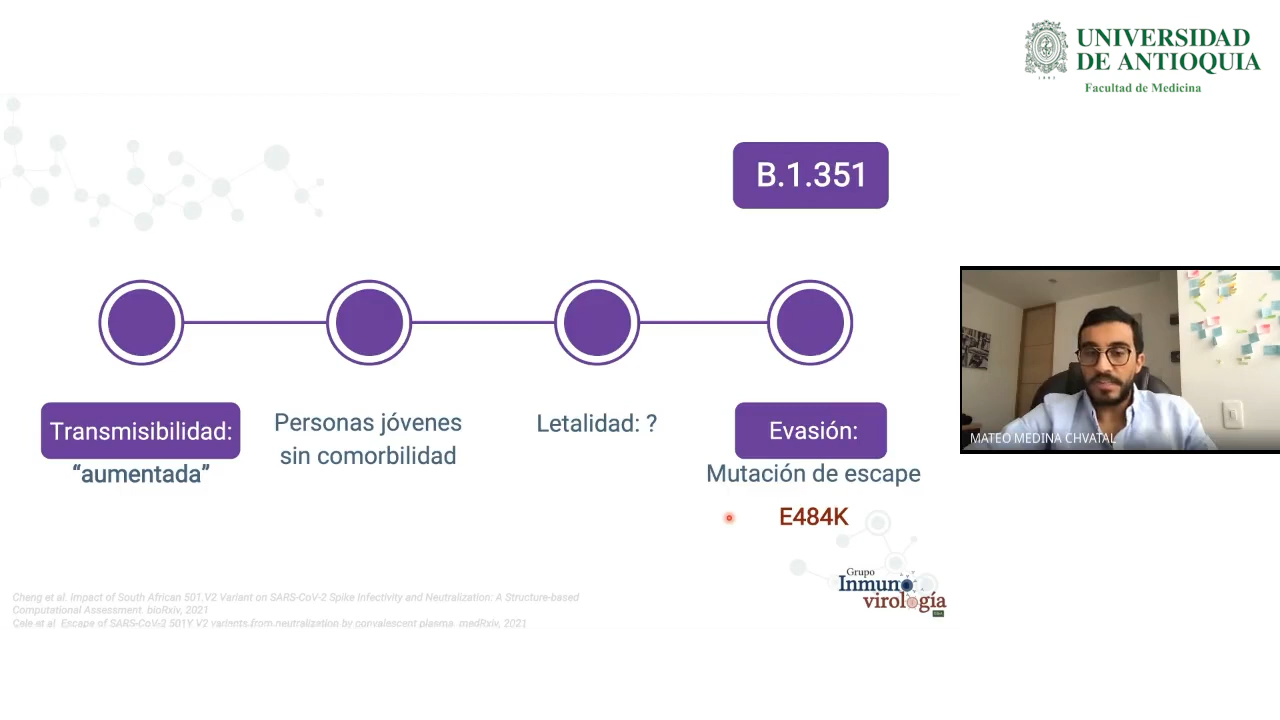 UNIVERSIDAD
DE ANTIOQUIA
1803
Facultad de Medicina
B.1.351
Transmisibilidad:
“aumentada”
Personas jóvenes
sin comorbilidad
Letalidad: ?
Evasión:
Mutación de escape
E484K
MATEO MEDINA CHVATAL
Grupo
Inmuno
virología
Cheng et al. Impact of South African 501.V2 Variant on SARS-CoV-2 Spike Infectivity and Neutralization: A Structure-based
Computational Assessment. bioRxiv, 2021
Cele et al. Escape of SARS-CoV-2 501Y.V2 variants from neutralization by convalescent plasma. medRxiv, 2021